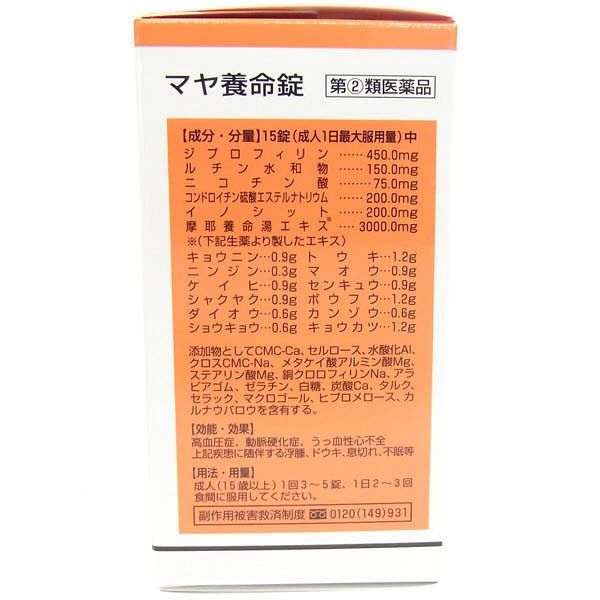 マヤ養命錠 指②類医薬品
【成分・分量】15錠(成人1日最大服用量)中
ジプロフィリン……450.0mg
ルチン水和物……150.0mg
ニコチン酸……75.0mg
コンドロイチン硫酸エステルナトリウム……200.0mg
イノシット……200.0mg
摩耶養命湯エキス※….3000.0mg
※(下記生薬より製したエキス)
キョウニン…0.9g トウキ…1.2g
ニンジン…0.3g マオウ…0.9g
ケイヒ…0.9g センキュウ…0.9g
シャクヤク…0.9g ボウフウ…1.2g
ダイオウ…0.6g カンゾウ…0.6g
ショウキョウ…0.6g キョウカツ…1.2g
添加物としてCMC-Ca、セルロース、水酸化Al、
クロスCMC-Na、メタケイ酸アルミン酸Mg、
ステアリン酸Mg、銅クロロフィリンNa、アラ
ビアゴム、ゼラチン、白糖、炭酸Ca、タルク、
セラック、マクロゴール、ヒプロメロース、カ
ルナウバロウを含有する。
【効能・効果】
高血圧症、動脈硬化症、うっ血性心不全
上記疾患に随伴する浮腫、ドウキ、息切れ、不眠等
【用法・用量】
成人(15歳以上)1回3〜5錠、1日2〜3回
食間に服用してください。
副作用被害救済制度 0120(149)931